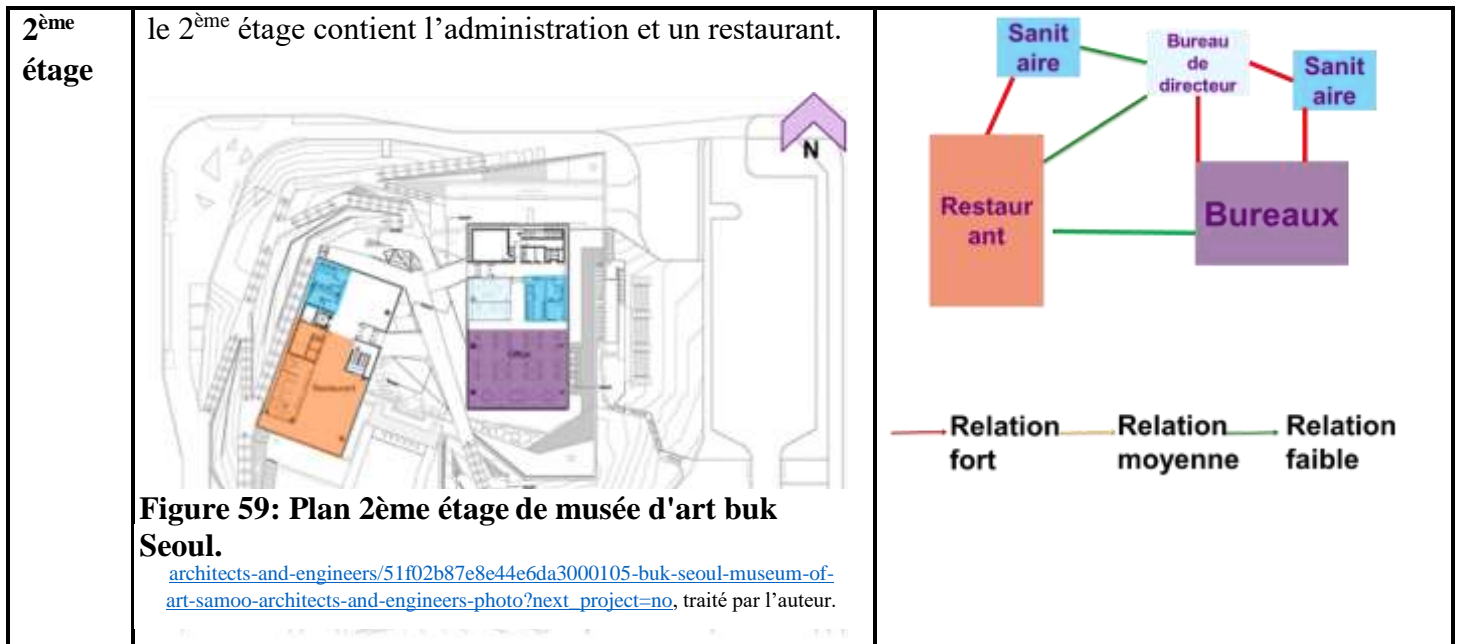 2ème
étage
le 2ème étage contient l’administration et un restaurant.
N
Restaurant
Office
Figure 59: Plan 2ème étage de musée d'art buk
Seoul.
architects-and-engineers/51f02b87e8e44e6da3000105-buk-seoul-museum-of-
art-samoo-architects-and-engineers-photo?next_project=no, traité par l’auteur.
Sanit
aire
Bureau
de
directeur
Sanit
aire
Restaur
ant
Bureaux
Relation
fort
Relation
moyenne
Relation
faible